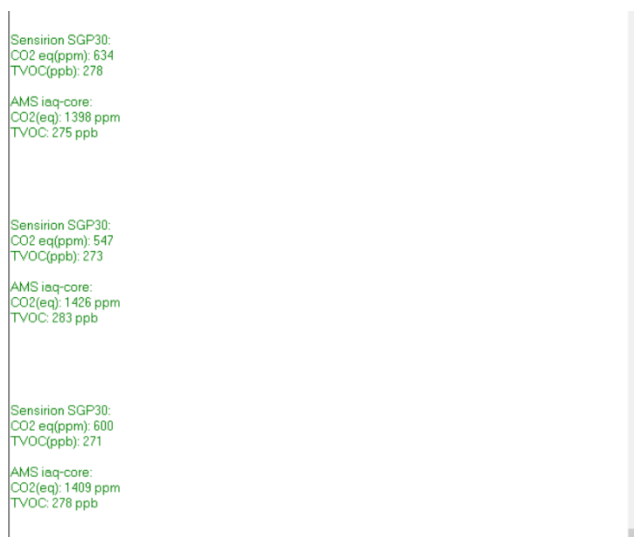 Sensirion SGP30:
CO2 eq(ppm): 634
TVOC(ppb): 278
AMS iaq-core:
CO2(eq): 1398 ppm
TVOC: 275 ppb
Sensirion SGP30:
CO2 eq(ppm): 547
TVOC(ppb): 273
AMS iaq-core:
CO2(eq): 1426 ppm
TVOC: 283 ppb
Sensirion SGP30:
CO2 eq(ppm): 600
TVOC(ppb): 271
AMS iaq-core:
CO2(eq): 1409 ppm
TVOC: 278 ppb